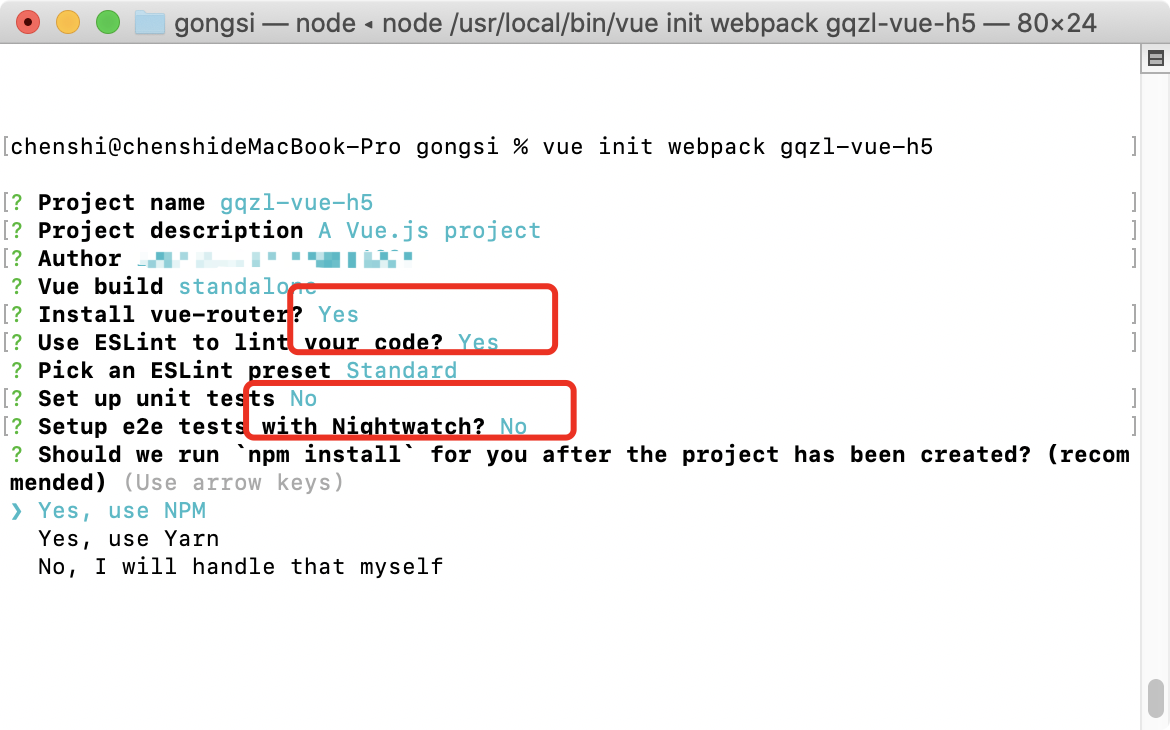 gongsi — node ◂ node /usr/local/bin/vue init webpack gqzl-vue-h5 — 80×24
[chenshi@chenshideMacBook-Pro gongsi % vue init webpack gqzl-vue-h5 ]
[? Project name gqzl-vue-h5 ]
[? Project description A Vue.js project ]
[? Author ]
? Vue build standalone
[? Install vue-router? Yes ]
[? Use ESLint to lint your code? Yes ]
? Pick an ESLint preset Standard
[? Set up unit tests No ]
[? Setup e2e tests with Nightwatch? No ]
? Should we run `npm install` for you after the project has been created? (recom
mended) (Use arrow keys)
❯ Yes, use NPM
Yes, use Yarn
No, I will handle that myself